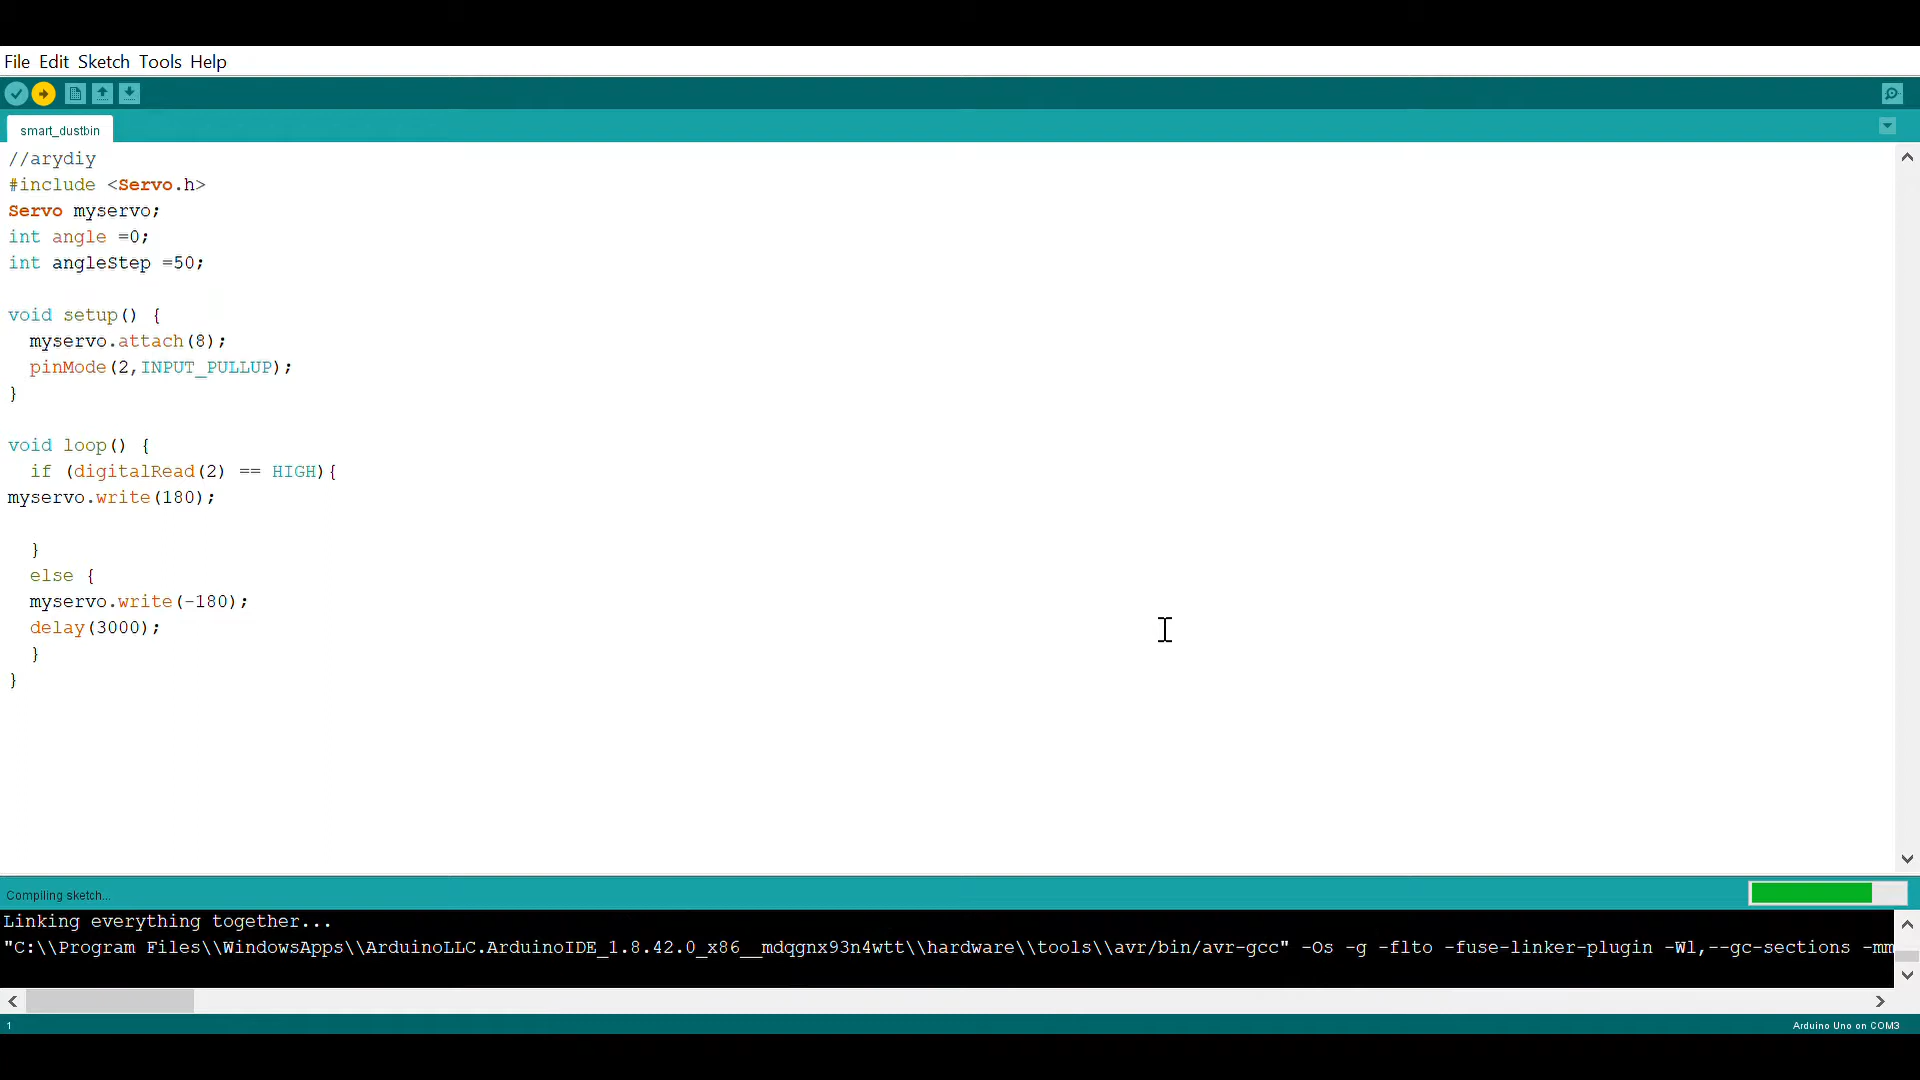 File Edit Sketch Tools Help
smart_dustbin
//arydiy
#include <Servo.h>
Servo myservo;
int angle =0;
int angleStep =50;
void setup() {
myservo.attach(8);
pinMode(2,INPUT_PULLUP);
}
void loop() {
if (digitalRead(2) == HIGH){
myservo.write(180);
}
else {
myservo.write(-180);
delay(3000);
}
}
Compiling sketch...
Linking everything together...
"C:\\Program Files\\WindowsApps\\ArduinoLLC.ArduinoIDE_1.8.42.0_x86__mdqgnx93n4wtt\\hardware\\tools\\avr/bin/avr-gcc" -Os -g -flto -fuse-linker-plugin -Wl,--gc-sections -mm
1
Arduino Uno on COM3